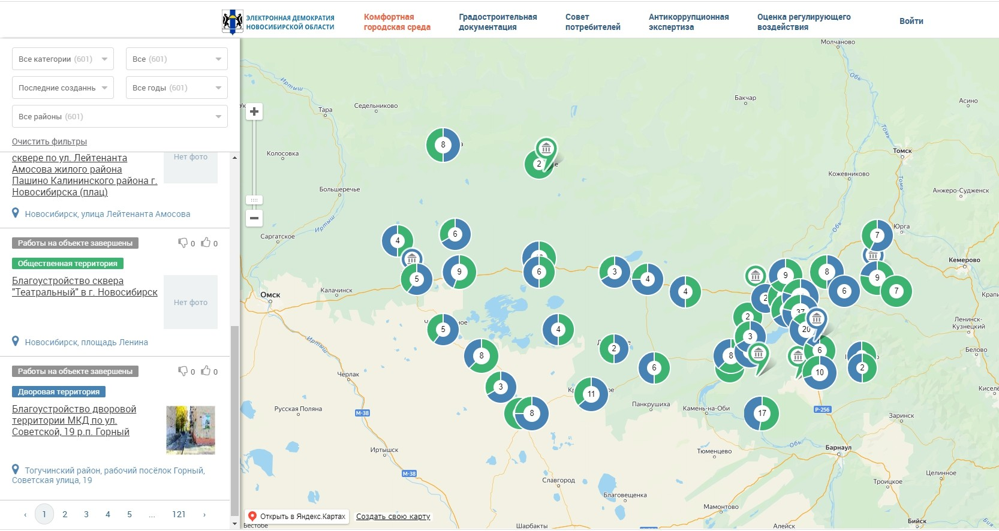 ЭЛЕКТРОННАЯ ДЕМОКРАТИЯ
НОВОСИБИРСКОЙ ОБЛАСТИ
Комфортная
городская среда
Градостроительная
документация
Совет
потребителей
Антикоррупционная
экспертиза
Оценка регулирующего
воздействия
Войти
Все категории (601)
Все (601)
Последние созданнь
Все годы (601)
Все районы (601)
Очистить фильтры
сквере по ул. Лейтенанта
Амосова жилого района
Пашино Калининского района г.
Новосибирска (плац)
Нет фото
Новосибирск, улица Лейтенанта Амосова
Работы на объекте завершены
0 0
Общественная территория
Благоустройство сквера
"Театральный" в г. Новосибирск
Нет фото
Новосибирск, площадь Ленина
Работы на объекте завершены
0 0
Дворовая территория
Благоустройство дворовой
территории МКД по ул.
Советской, 19 р.п. Горный
Тогучинский район, рабочий посёлок Горный,
Советская улица, 19
‹ 1 2 3 4 5 ... 121 ›
Молчаново
Обь
Иртыш
Бакчар
Асино
Тара
Седельниково
Томь
8
2
Колосовка
Томск
Кожевниково
Томь
Большеречье
Анжеро-Судженск
Иртыш
Обь
Юрга
Саргатское
4
6
7
Кемерово
6
5
9
3
4
9
8
9
Омск
Калачинск
4
6
7
2
37
2
20
Ленинск-
Кузнецкий
5
4
3
Иртыш
2
6
Белово
8
8
6
2
10
Черлак
3
11
Панкрушиха
Камень-на-Оби
Русская Поляна
М-38
8
17
Р-256
Заринск
Обь
Барнаул
Иртышск
Тюменцево
М-38
Славгород
Целинное
Троицкое
Благовещенка
Мамонтово
Открыть в Яндекс.Картах
Создать свою карту
Шарбакты
Алейск
Бийск
Бия